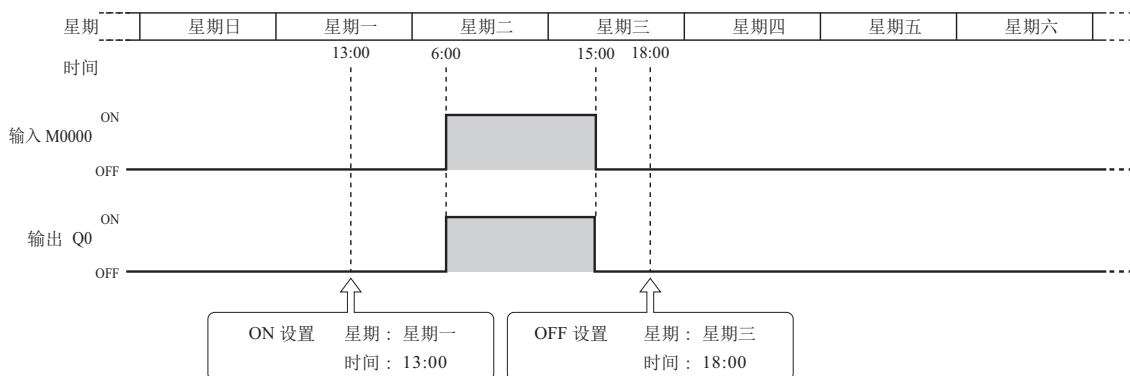 星期 星期日 星期一 星期二 星期三 星期四 星期五 星期六
时间 13:00 6:00 15:00 18:00
ON
输入 M0000
OFF
ON
输出 Q0
OFF
ON 设置 星期 : 星期一
时间 : 13:00
OFF 设置 星期 : 星期三
时间 : 18:00